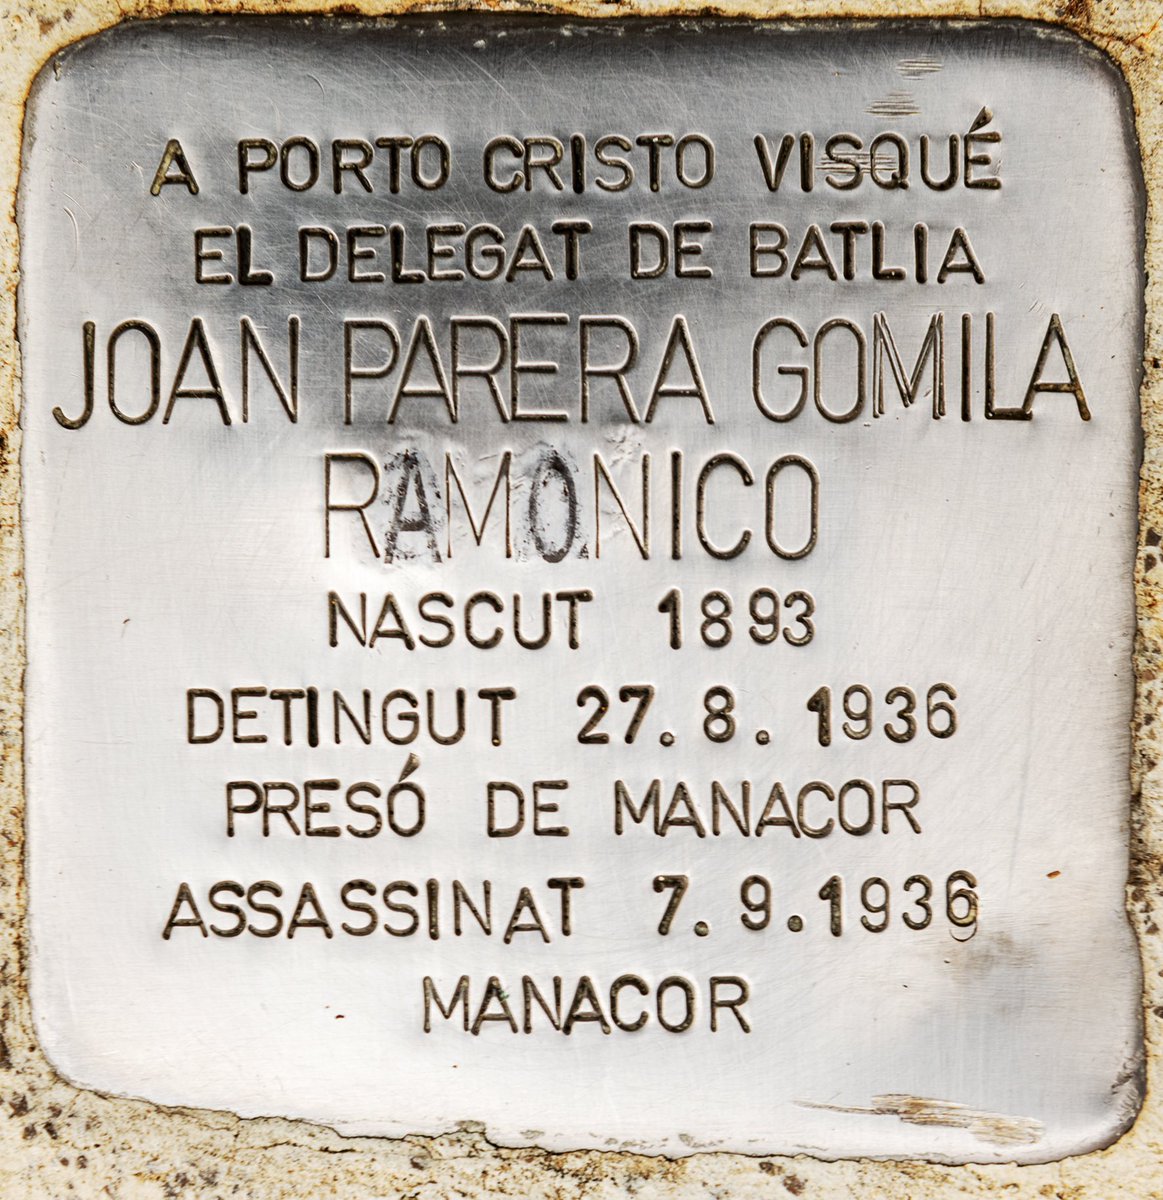 A PORTO CRISTO VISQUÉ
EL DELEGAT DE BATLIA
JOAN PARERA GOMILA
RAMONICO
NASCUT 1893
DETINGUT 27.8.1936
PRESÓ DE MANACOR
ASSASSINAT 7.9.1936
MANACOR